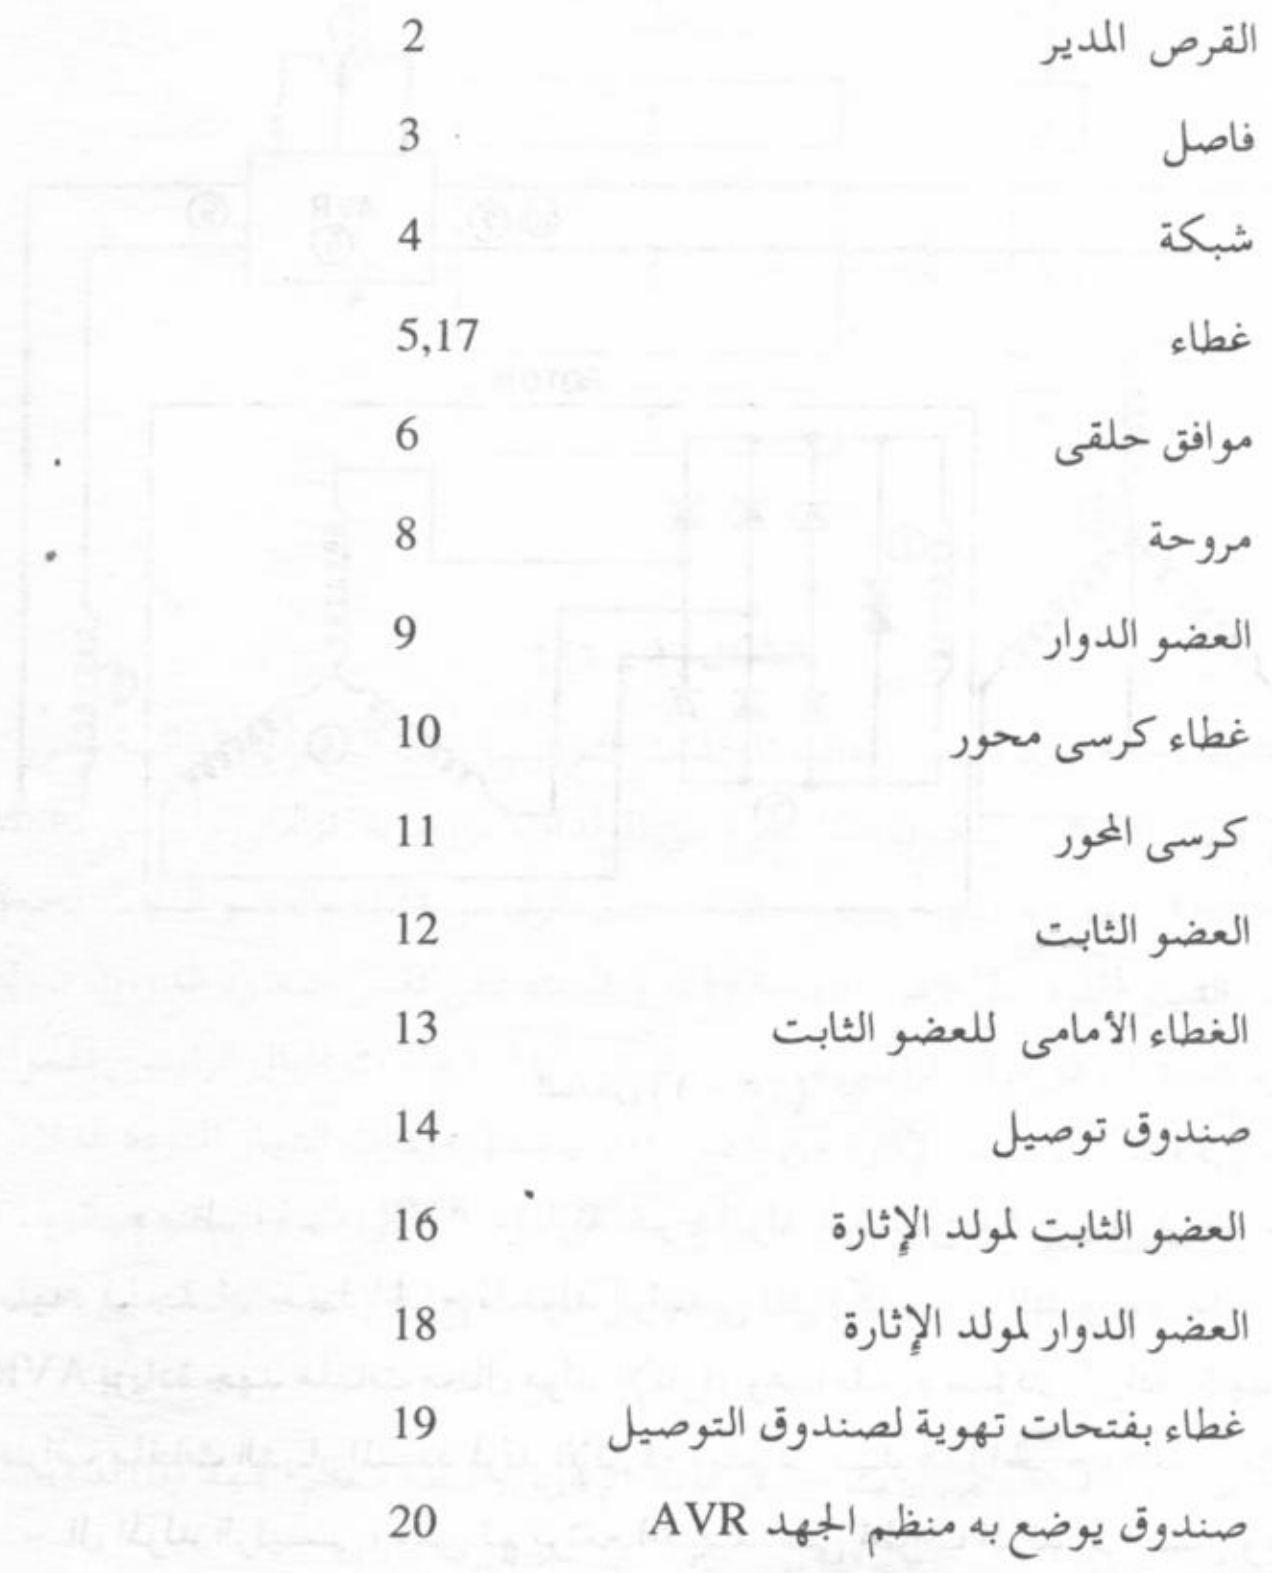 القرص المدير 2
فاصل 3
شبكة 4
غطاء 5,17
موافق حلقى 6
مروحة 8
العضو الدوار 9
غطاء كرسى محور 10
كرسى المحور 11
العضو الثابت 12
الغطاء الأمامى للعضو الثابت 13
صندوق توصيل 14
العضو الثابت لمولد الإثارة 16
العضو الدوار لمولد الإثارة 18
غطاء بفتحات تهوية لصندوق التوصيل 19
صندوق يوضع به منظم الجهد AVR 20